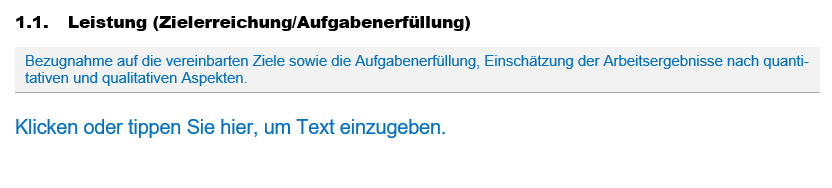 1.1. Leistung (Zielerreichung/Aufgabenerfüllung)
Bezugnahme auf die vereinbarten Ziele sowie die Aufgabenerfüllung, Einschätzung der Arbeitsergebnisse nach quanti-
tativen und qualitativen Aspekten.
Klicken oder tippen Sie hier, um Text einzugeben.